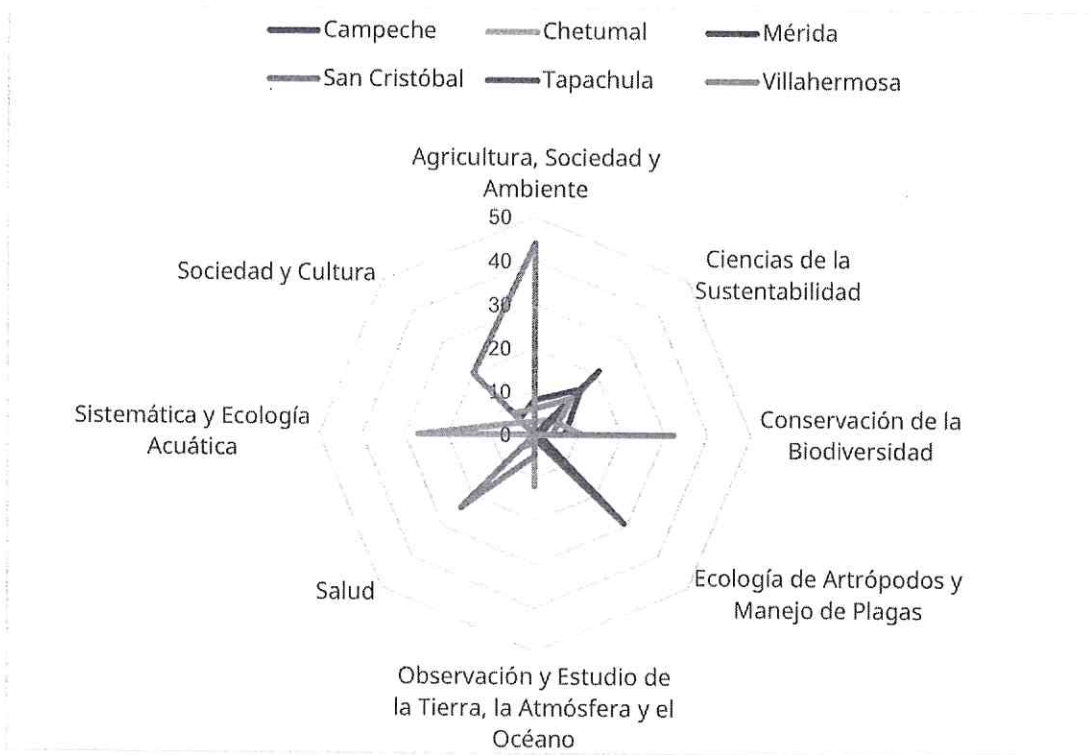 Campeche Chetumal Mérida
San Cristóbal Tapachula Villahermosa
Agricultura, Sociedad y
Ambiente
50
40
30
20
10
0
Ciencias de la
Sustentabilidad
Conservación de la
Biodiversidad
Ecología de Artrópodos y
Manejo de Plagas
Observación y Estudio de
la Tierra, la Atmósfera y el
Océano
Salud
Sistemática y Ecología
Acuática
Sociedad y Cultura